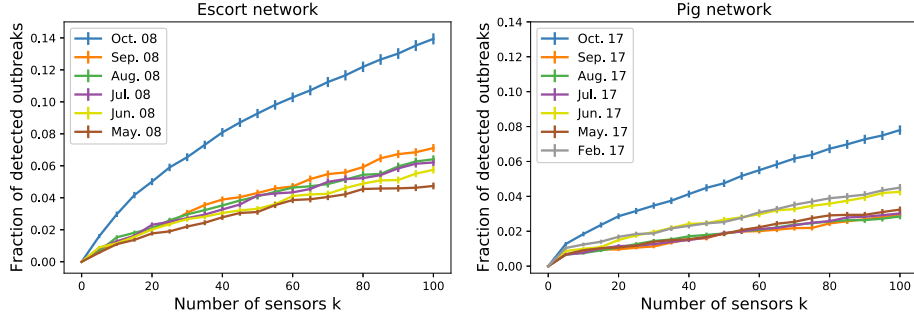 Escort network
Fraction of detected outbreaks
0.14
0.12
0.10
0.08
0.06
0.04
0.02
0.00
Oct. 08
Sep. 08
Aug. 08
Jul. 08
Jun. 08
May. 08
0 20 40 60 80 100
Number of sensors k
Pig network
Fraction of detected outbreaks
0.14
0.12
0.10
0.08
0.06
0.04
0.02
0.00
Oct. 17
Sep. 17
Aug. 17
Jul. 17
Jun. 17
May. 17
Feb. 17
0 20 40 60 80 100
Number of sensors k